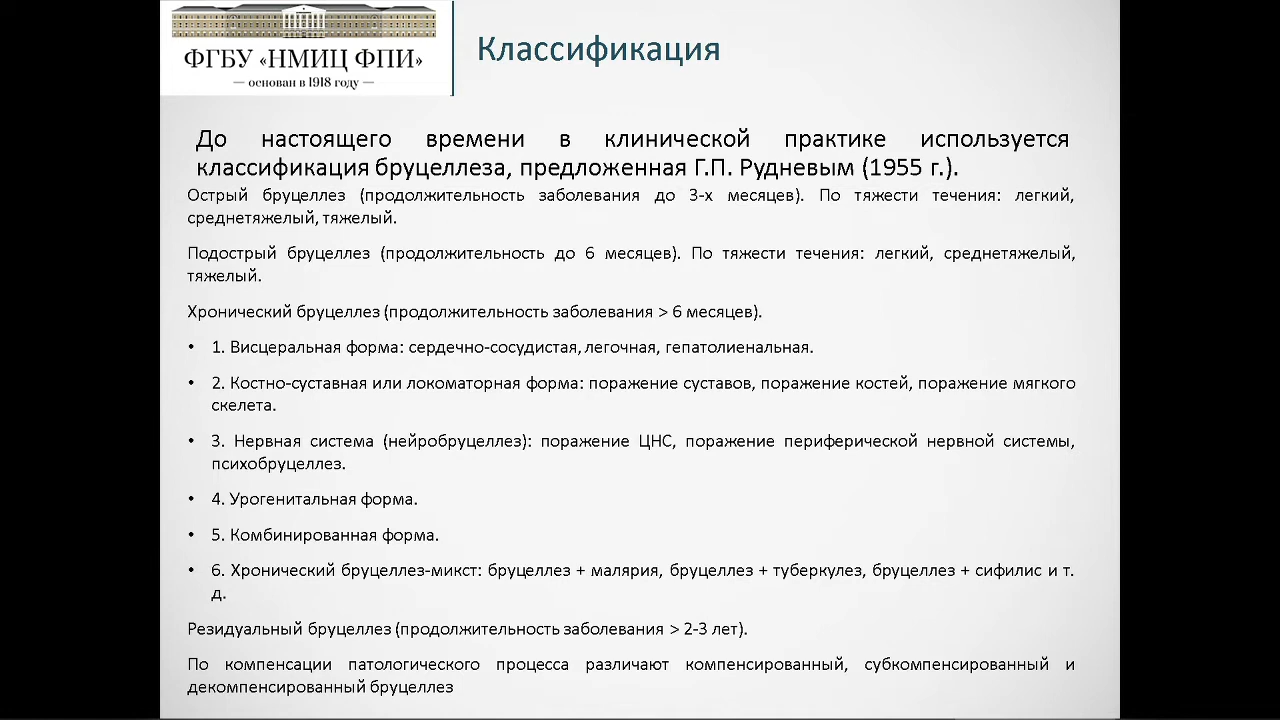 ФГБУ «НМИЦ ФПИ»
— основан в 1918 году —
Классификация
До настоящего времени в клинической практике используется
классификация бруцеллеза, предложенная Г.П. Рудневым (1955 г.).
Острый бруцеллез (продолжительность заболевания до 3-х месяцев). По тяжести течения: легкий,
среднетяжелый, тяжелый.
Подострый бруцеллез (продолжительность до 6 месяцев). По тяжести течения: легкий, среднетяжелый,
тяжелый.
Хронический бруцеллез (продолжительность заболевания > 6 месяцев).
• 1. Висцеральная форма: сердечно-сосудистая, легочная, гепатолиенальная.
• 2. Костно-суставная или локоматорная форма: поражение суставов, поражение костей, поражение мягкого
скелета.
• 3. Нервная система (нейробруцеллез): поражение ЦНС, поражение периферической нервной системы,
психобруцеллез.
• 4. Урогенитальная форма.
• 5. Комбинированная форма.
• 6. Хронический бруцеллез-микст: бруцеллез + малярия, бруцеллез + туберкулез, бруцеллез + сифилис и т.
д.
Резидуальный бруцеллез (продолжительность заболевания > 2-3 лет).
По компенсации патологического процесса различают компенсированный, субкомпенсированный и
декомпенсированный бруцеллез